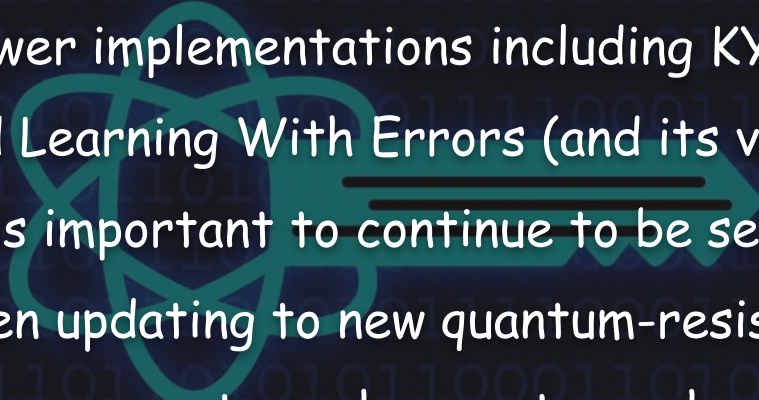 wer implementations including KY
Learning With Errors (and its v
s important to continue to be se
en updating to new quantum-resis